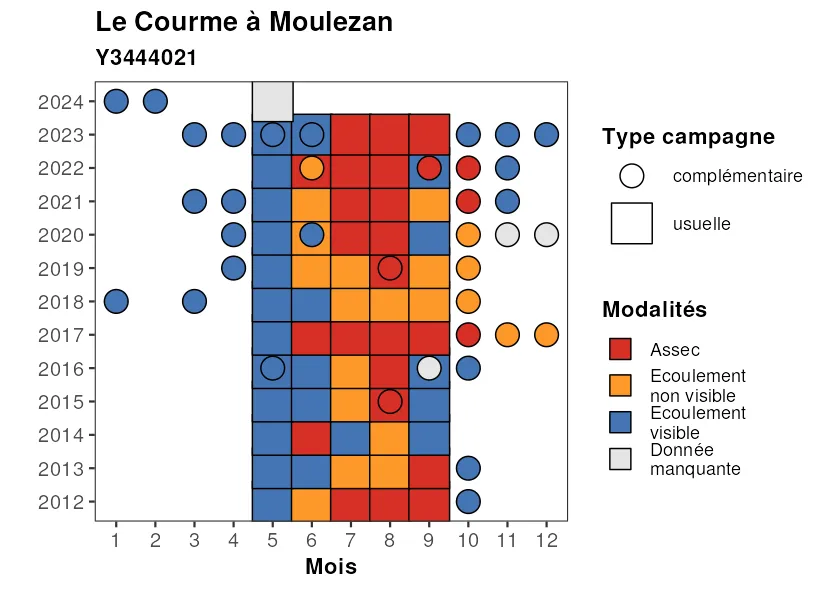 Le Courme à Moulezan
Y3444021
2024
2023
2022
2021
2020
2019
2018
2017
2016
2015
2014
2013
2012
1 2 3 4 5 6 7 8 9 10 11 12
Mois
Type campagne
complémentaire
usuelle
Modalités
Assec
Ecoulement
non visible
Ecoulement
visible
Donnée
manquante